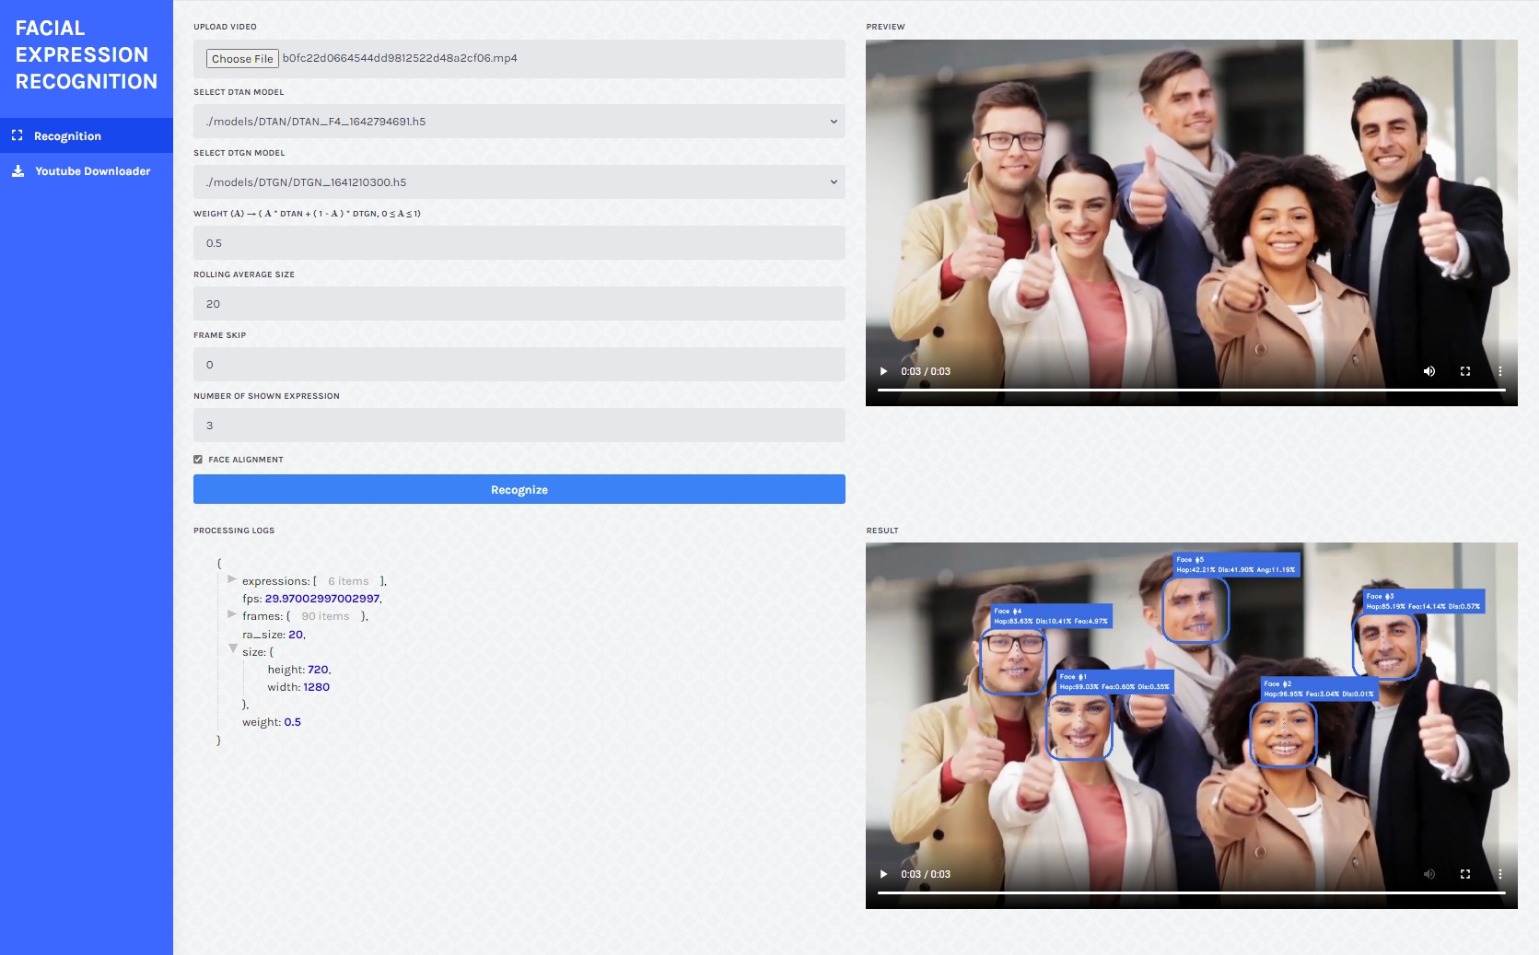 FACIAL
EXPRESSION
RECOGNITION
Recognition
Youtube Downloader
UPLOAD VIDEO
Choose File b0fc22d0664544dd9812522d48a2cf06.mp4
SELECT DTAN MODEL
./models/DTAN/DTAN_F4_1642794691.h5
SELECT DTGN MODEL
./models/DTGN/DTGN_1641210300.h5
WEIGHT (A) → ( A * DTAN + ( 1 - A ) * DTGN, 0 ≤ A ≤ 1)
0.5
ROLLING AVERAGE SIZE
20
FRAME SKIP
0
NUMBER OF SHOWN EXPRESSION
3
FACE ALIGNMENT
Recognize
PREVIEW
0:03 / 0:03
PROCESSING LOGS
{
expressions: [ 6 items ],
fps: 29.97002997002997,
frames: { 90 items },
ra_size: 20,
size: {
height: 720,
width: 1280
},
weight: 0.5
}
RESULT
Face #5
Hap:42.21% Dis:41.90% Ang:11.19%
Face #3
Hap:85.19% Fea:14.14% Dis:0.57%
Face #4
Hap:83.63% Dis:10.41% Fea:4.97%
Face #1
Hap:99.03% Fea:0.60% Dis:0.35%
Face #2
Hap:96.95% Fea:3.04% Dis:0.01%
0:03 / 0:03